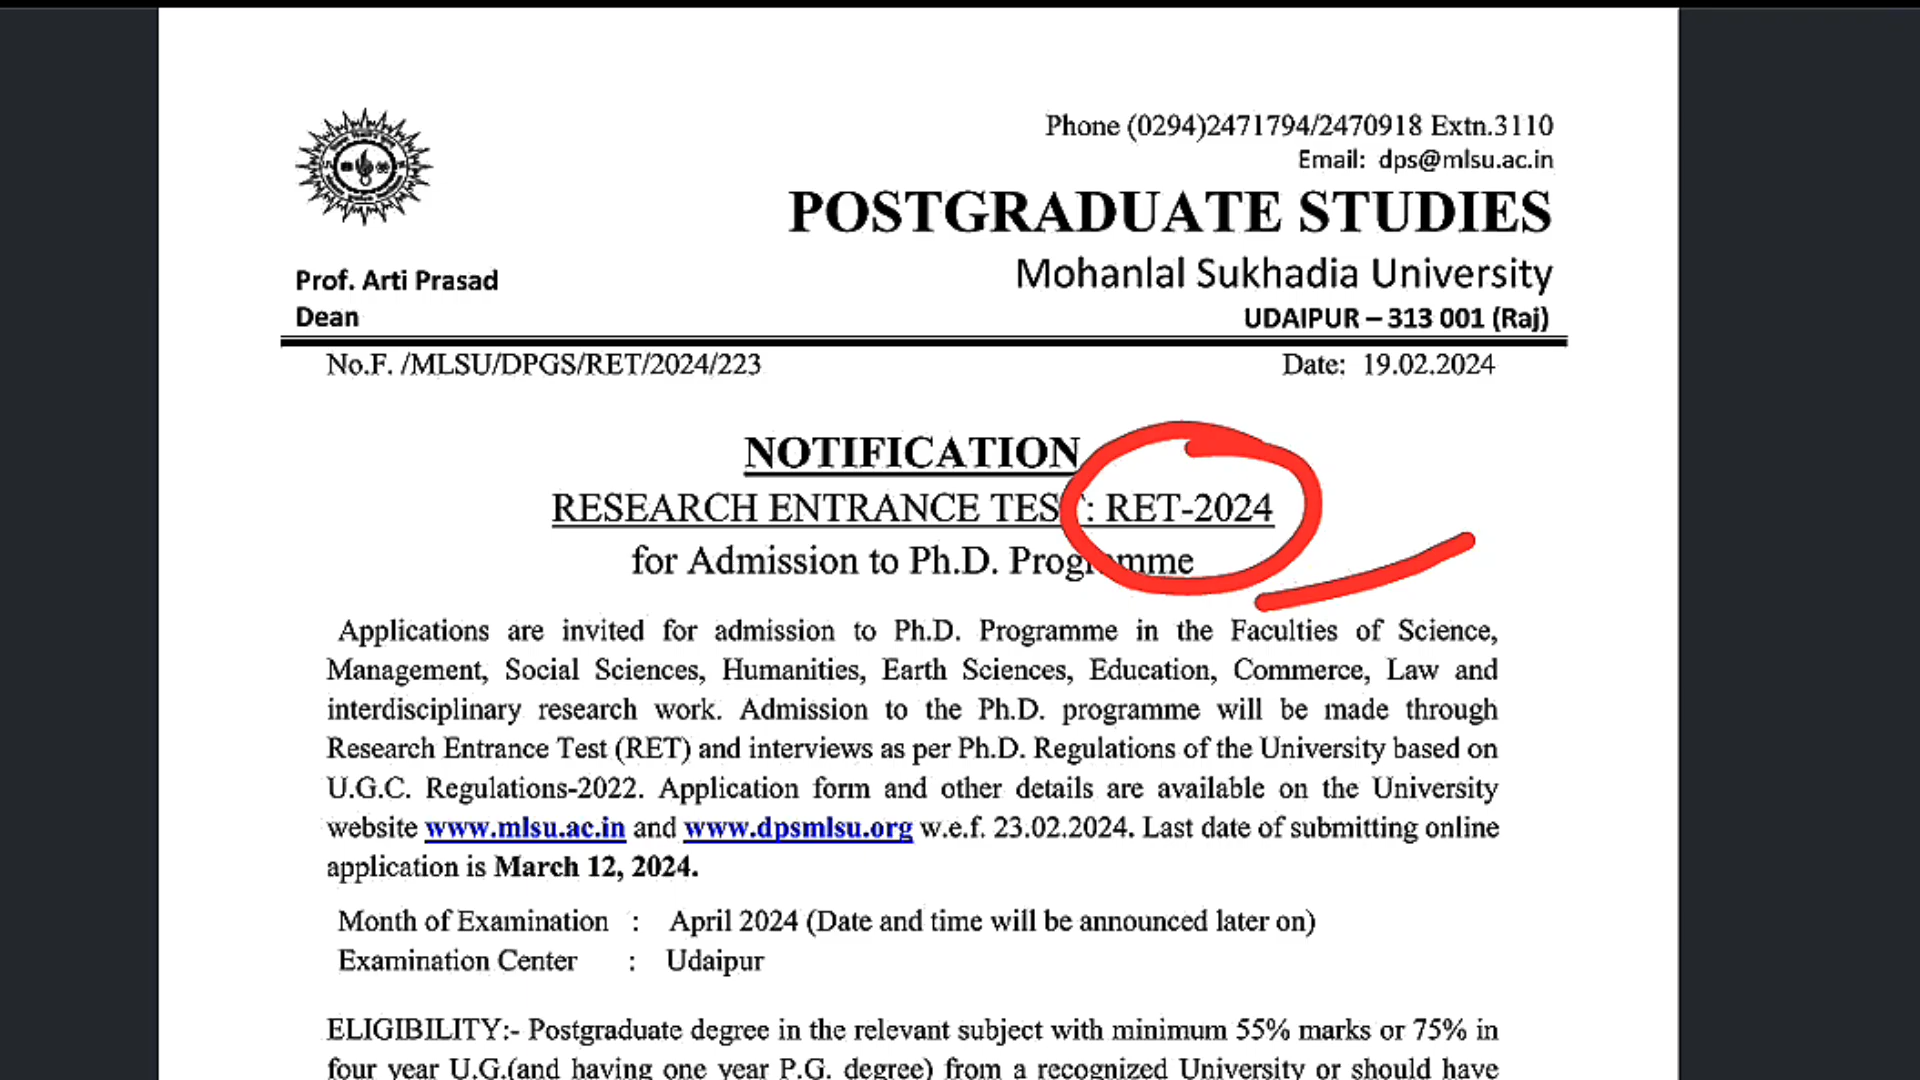 Phone (0294)2471794/2470918 Extn.3110
Email: dps@mlsu.ac.in
POSTGRADUATE STUDIES
Mohanlal Sukhadia University
UDAIPUR – 313 001 (Raj)
Prof. Arti Prasad
Dean
No.F. /MLSU/DPGS/RET/2024/223
Date: 19.02.2024
NOTIFICATION
RESEARCH ENTRANCE TEST: RET-2024
for Admission to Ph.D. Programme
Applications are invited for admission to Ph.D. Programme in the Faculties of Science,
Management, Social Sciences, Humanities, Earth Sciences, Education, Commerce, Law and
interdisciplinary research work. Admission to the Ph.D. programme will be made through
Research Entrance Test (RET) and interviews as per Ph.D. Regulations of the University based on
U.G.C. Regulations-2022. Application form and other details are available on the University
website www.mlsu.ac.in and www.dpsmlsu.org w.e.f. 23.02.2024. Last date of submitting online
application is March 12, 2024.
Month of Examination : April 2024 (Date and time will be announced later on)
Examination Center : Udaipur
ELIGIBILITY:- Postgraduate degree in the relevant subject with minimum 55% marks or 75% in
four year U.G.(and having one year P.G. degree) from a recognized University or should have